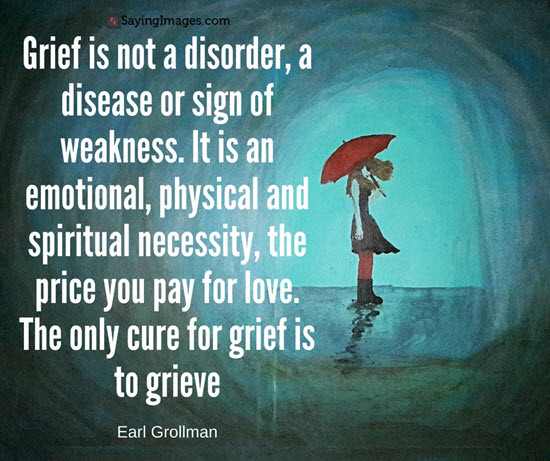 SayingImages.com
Grief is not a disorder, a
disease or sign of
weakness. It is an
emotional, physical and
spiritual necessity, the
price you pay for love.
The only cure for grief is
to grieve
Earl Grollman